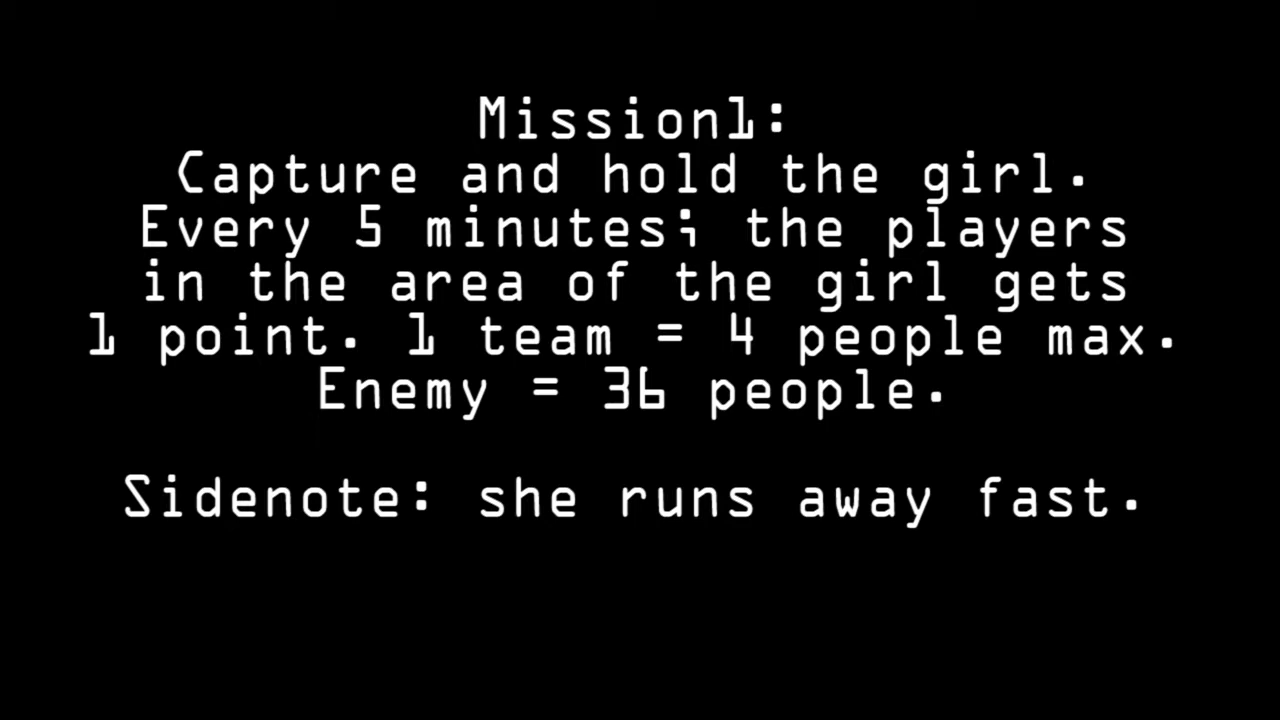 Mission1:
Capture and hold the girl.
Every 5 minutes; the players
in the area of the girl gets
1 point. 1 team = 4 people max.
Enemy = 36 people.
Sidenote: she runs away fast.